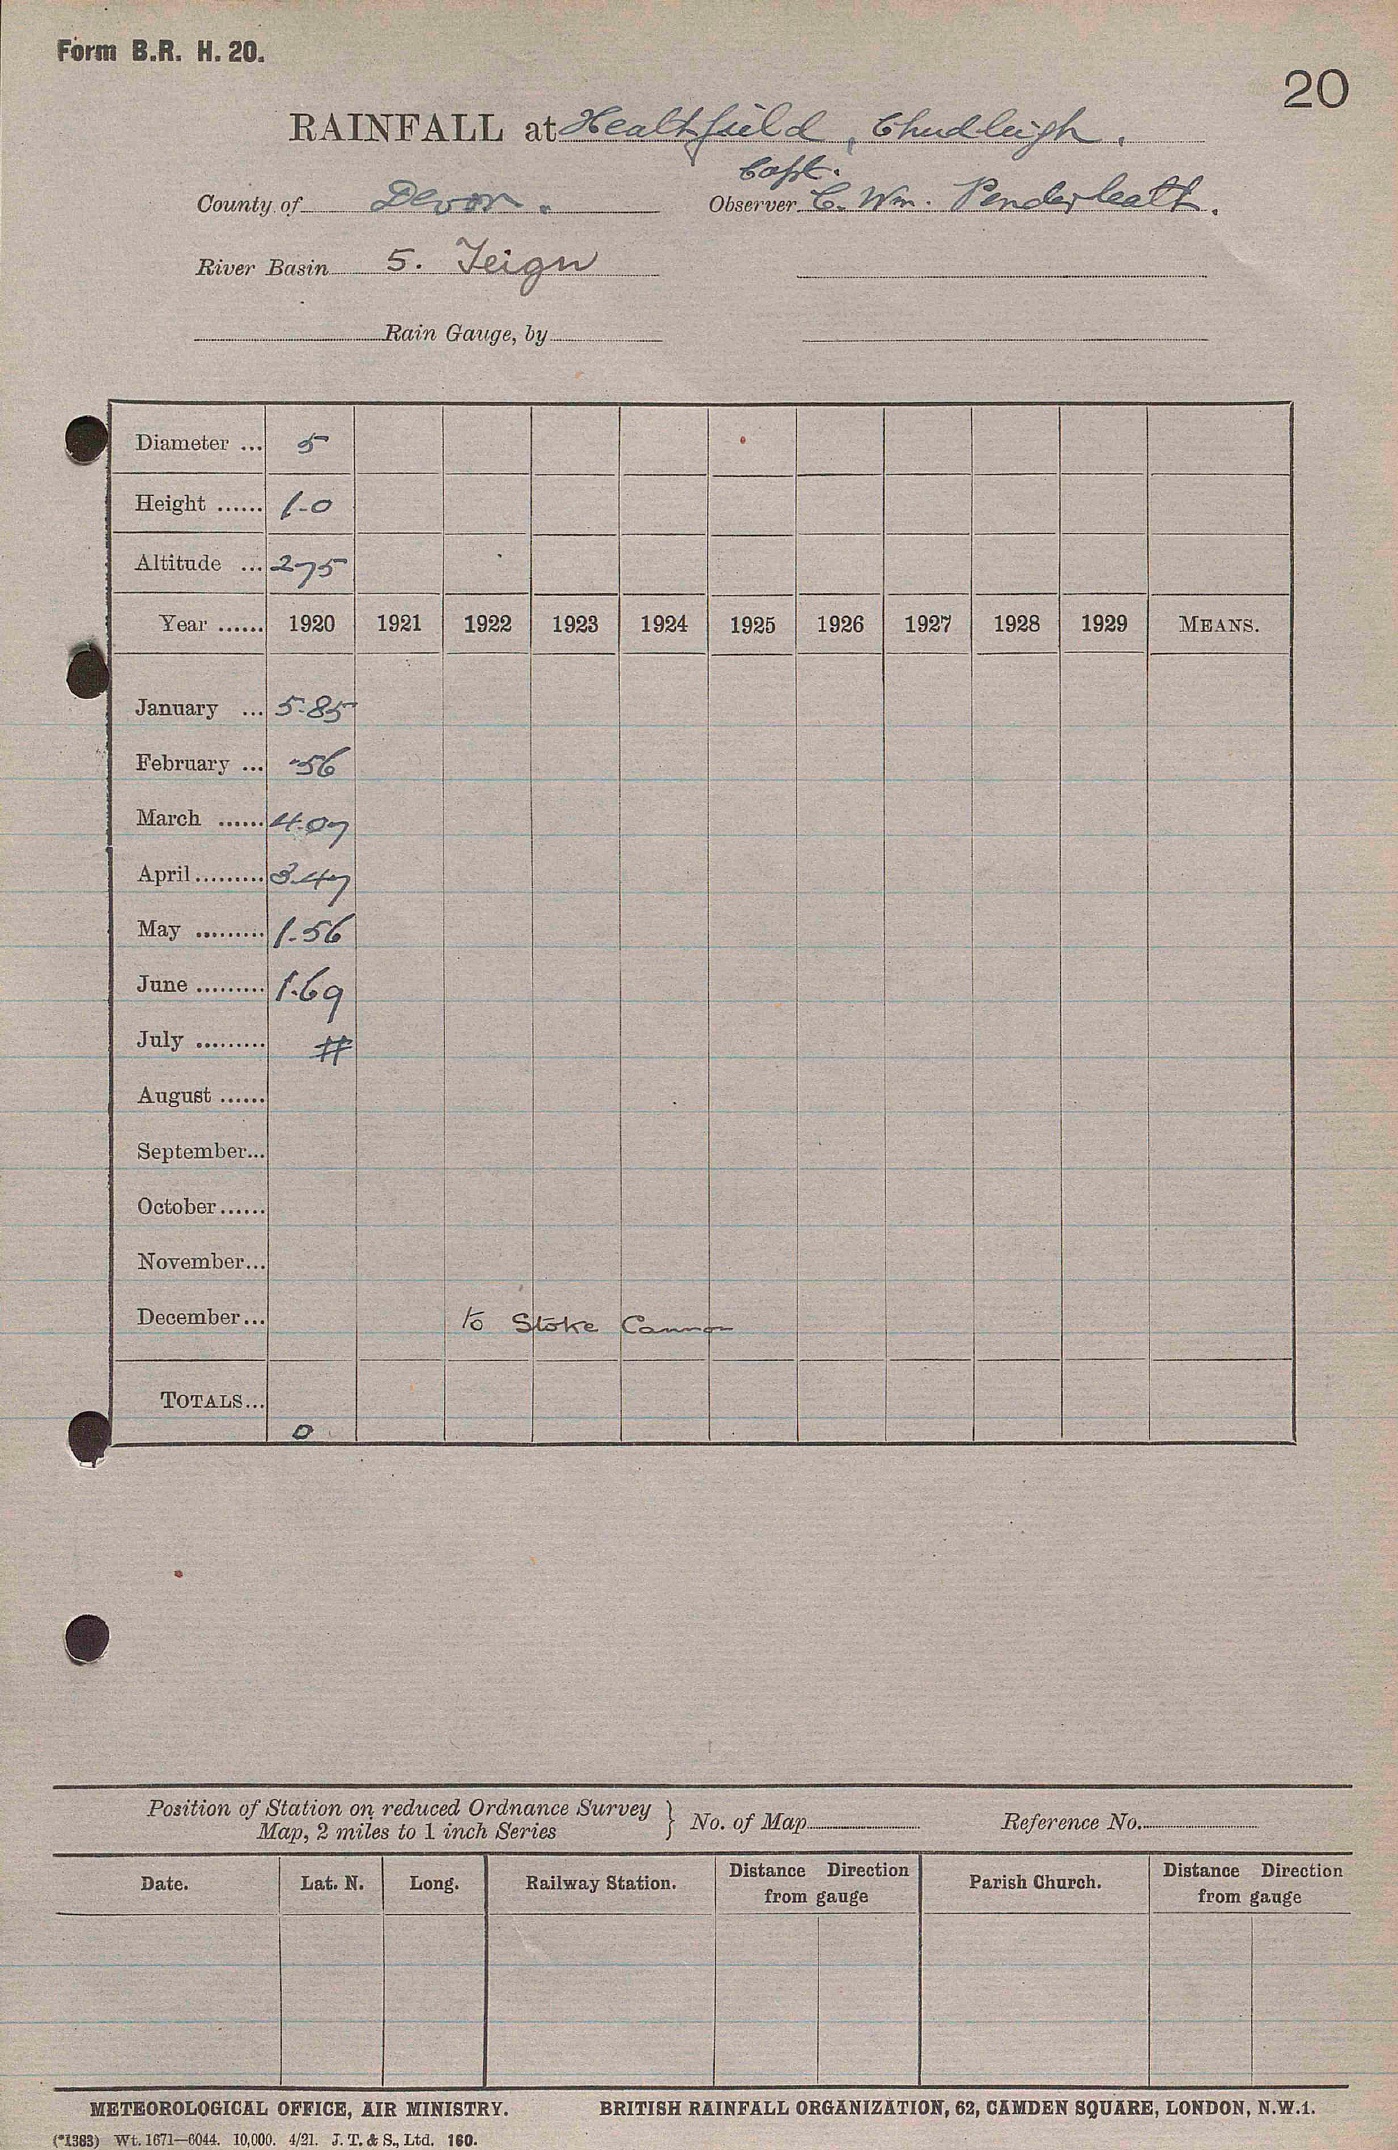 Form B.R. H. 20.
20
RAINFALL at Heathfield, Chudleigh.
Capt.
County of Devon. Observer C. Wm. Penderleath.
River Basin 5. Teign
Rain Gauge, by
Diameter ... 5
Height ...... 1-0
Altitude ... 275
Year ...... 1920 1921 1922 1923 1924 1925 1926 1927 1928 1929 MEANS.
January ... 5.85
February ... .56
March ...... 4.07
April ......... 3.47
May ......... 1.56
June ......... 1.69
July ......... #
August ......
September...
October ......
November...
December... to Stoke Cannon
TOTALS...
0
Position of Station on reduced Ordnance Survey
Map, 2 miles to 1 inch Series } No. of Map Reference No.
Date. Lat. N. Long. Railway Station. Distance Direction from gauge Parish Church. Distance Direction from gauge
METEOROLOGICAL OFFICE, AIR MINISTRY. BRITISH RAINFALL ORGANIZATION, 62, CAMDEN SQUARE, LONDON, N.W.1.
(*1383) Wt. 1671—6044. 10,000. 4/21. J. T. & S., Ltd. 160.